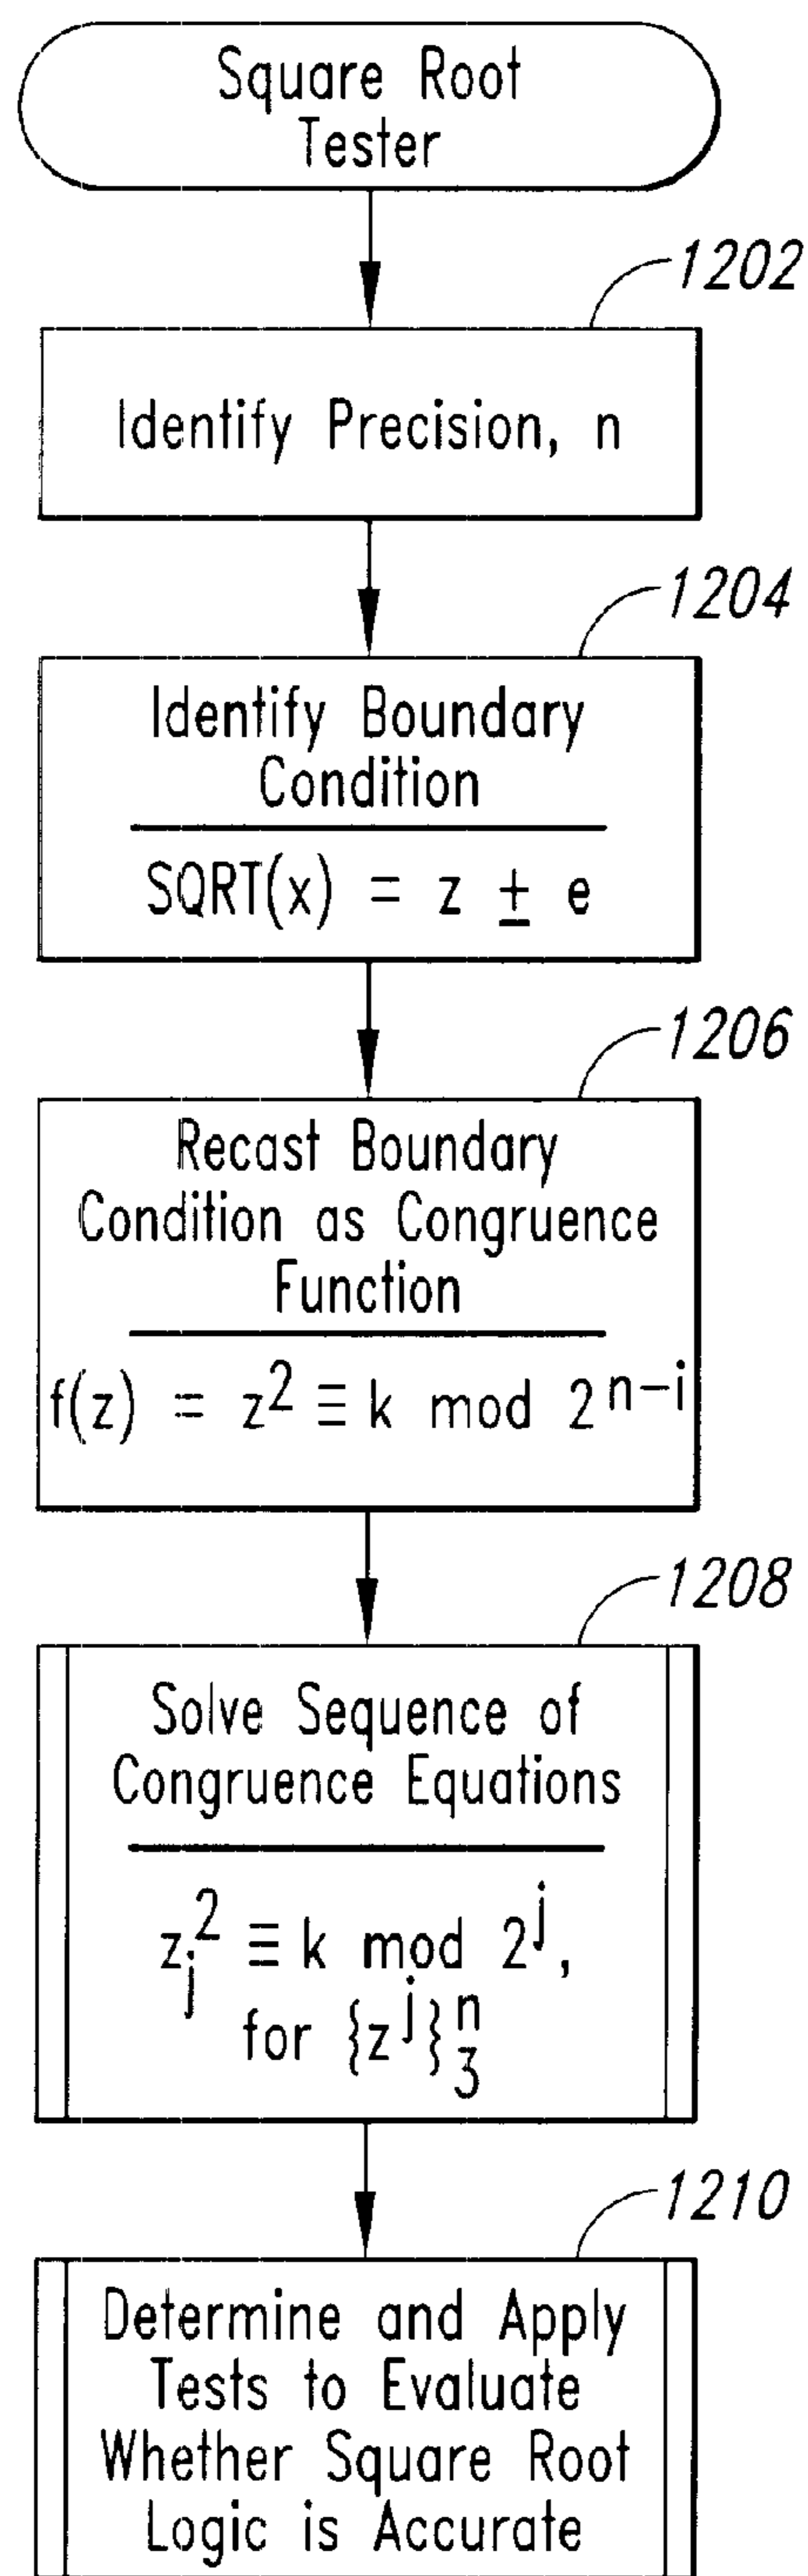 Square Root
Tester
1202
Identify Precision, n
1204
Identify Boundary
Condition
SQRT(x) = z ± e
1206
Recast Boundary
Condition as Congruence
Function
f(z) = z² ≡ k mod 2ⁿ⁻ⁱ
1208
Solve Sequence of
Congruence Equations
zⱼ² ≡ k mod 2ʲ,
for {zʲ}ⁿ₃
1210
Determine and Apply
Tests to Evaluate
Whether Square Root
Logic is Accurate